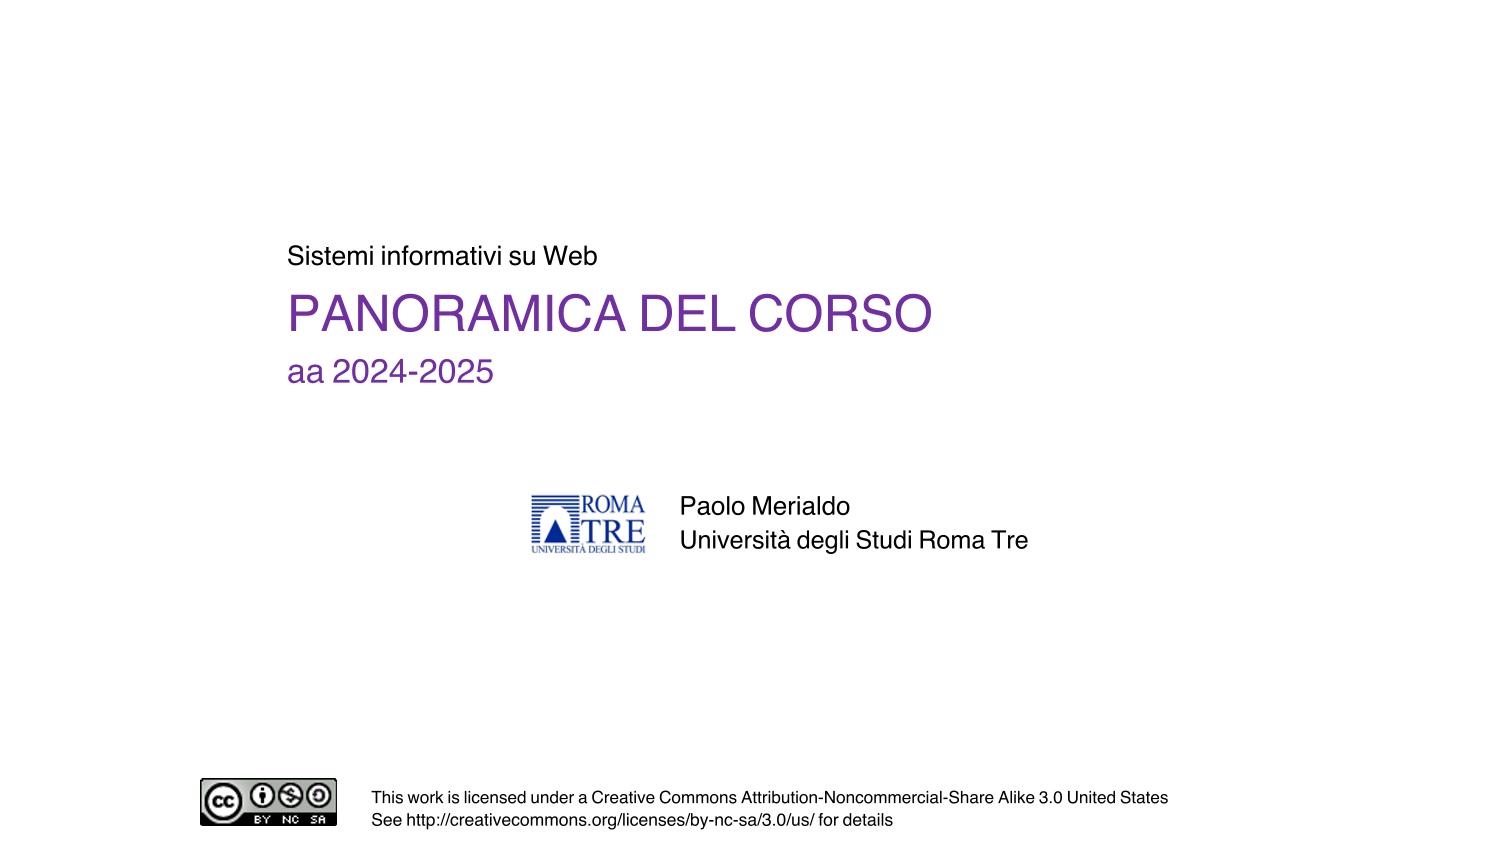 Sistemi informativi su Web
PANORAMICA DEL CORSO
aa 2024-2025
ROMA
TRE
UNIVERSITÀ DEGLI STUDI
Paolo Merialdo
Università degli Studi Roma Tre
cc
BY NC SA
This work is licensed under a Creative Commons Attribution-Noncommercial-Share Alike 3.0 United States
See http://creativecommons.org/licenses/by-nc-sa/3.0/us/ for details